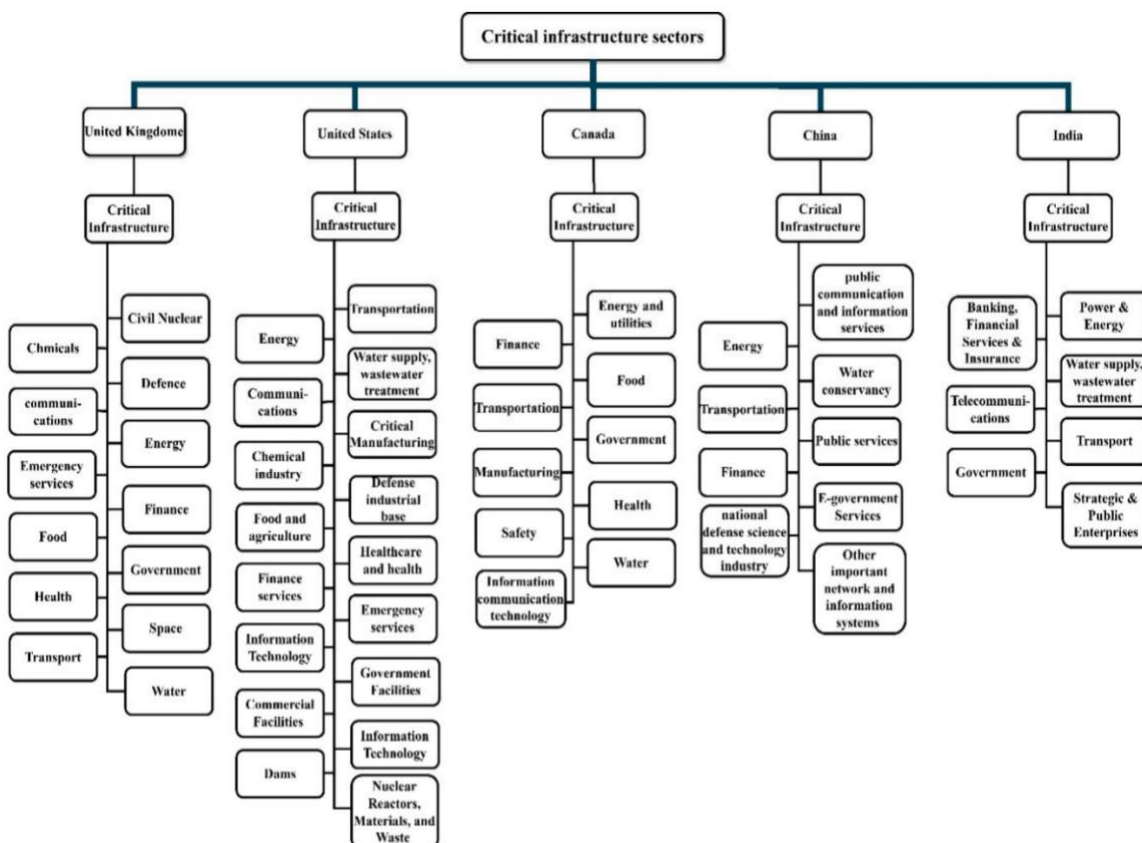 Critical infrastructure sectors
United Kingdome
United States
Canada
China
India
Critical
Infrastructure
Critical
Infrastructure
Critical
Infrastructure
Critical
Infrastructure
Critical
Infrastructure
Civil Nuclear
Chmicals
Defence
communi-
cations
Energy
Emergency
services
Finance
Food
Government
Health
Space
Transport
Water
Transportation
Energy
Water supply,
wastewater
treatment
Communi-
cations
Critical
Manufacturing
Chemical
industry
Defense
industrial
base
Food and
agriculture
Healthcare
and health
Finance
services
Emergency
services
Information
Technology
Government
Facilities
Commercial
Facilities
Information
Technology
Dams
Nuclear
Reactors,
Materials, and
Waste
Energy and
utilities
Finance
Food
Transportation
Government
Manufacturing
Health
Safety
Water
Information
communication
technology
public
communication
and information
services
Energy
Water
conservancy
Transportation
Public services
Finance
E-government
Services
national
defense science
and technology
industry
Other
important
network and
information
systems
Banking,
Financial
Services &
Insurance
Power &
Energy
Water supply,
wastewater
treatment
Telecommuni-
cations
Transport
Government
Strategic &
Public
Enterprises